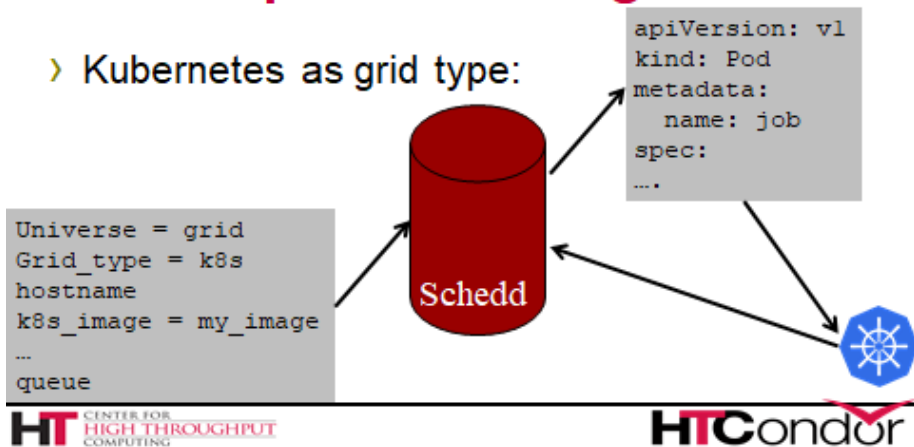 › Kubernetes as grid type:
apiVersion: v1
kind: Pod
metadata:
  name: job
spec:
….
Universe = grid
Grid_type = k8s
hostname
k8s_image = my_image
…
queue
Schedd
HT CENTER FOR
HIGH THROUGHPUT
COMPUTING
HTCondor